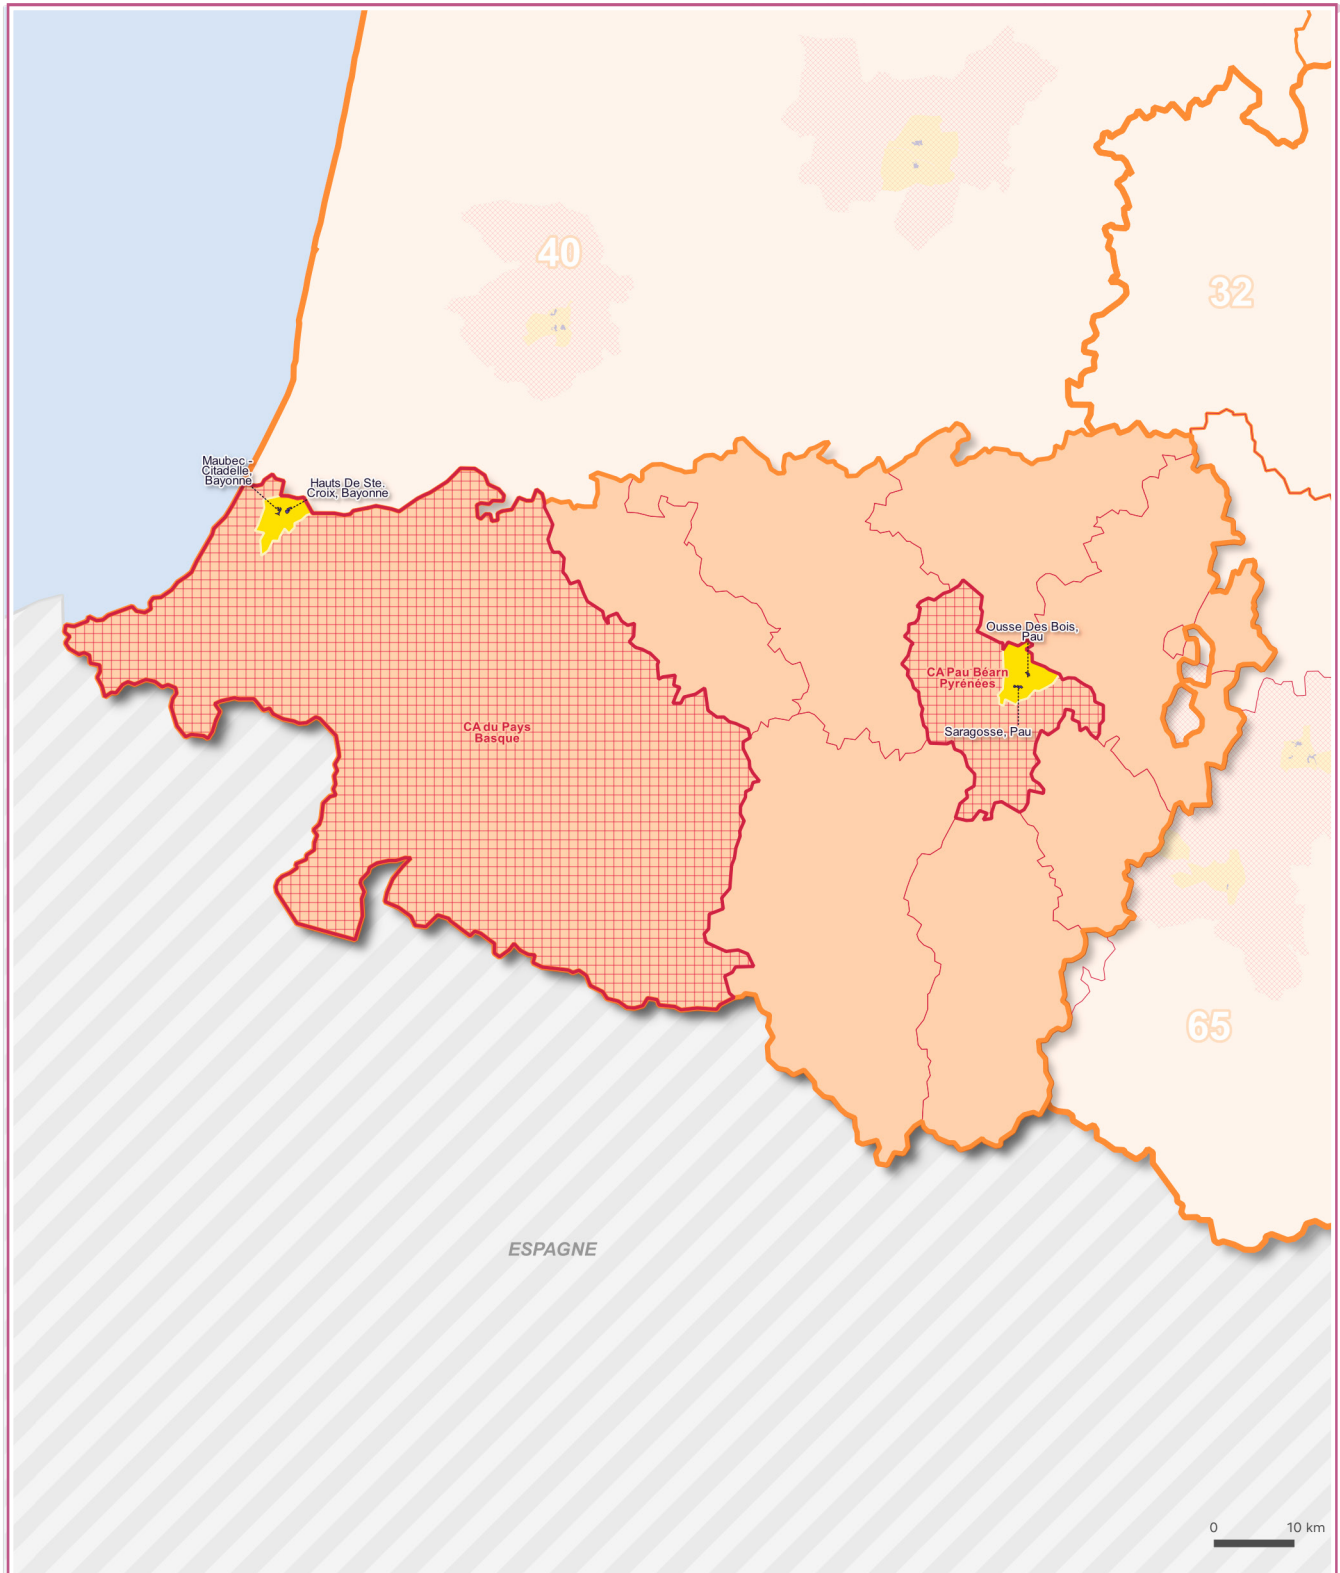 40
32
Maubec -
Citadelle,
Bayonne
Hauts De Ste.
Croix, Bayonne
Ousse Des Bois,
Pau
CA Pau Béarn
Pyrénées
Saragosse, Pau
CA du Pays
Basque
65
ESPAGNE
0 10 km